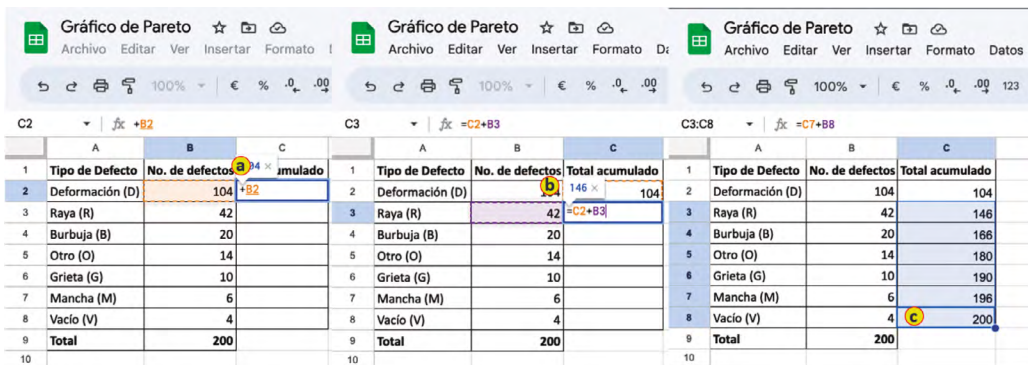 Gráfico de Pareto
Archivo Editar Ver Insertar Formato
100% € % .0 .00
C2 fx +B2
A B C
1 Tipo de Defecto No. de defectos umulado
2 Deformación (D) 104 +B2
a
3 Raya (R) 42
4 Burbuja (B) 20
5 Otro (O) 14
6 Grieta (G) 10
7 Mancha (M) 6
8 Vacío (V) 4
9 Total 200
10
Gráfico de Pareto
Archivo Editar Ver Insertar Formato Da
100% € % .0 .00
C3 fx =C2+B3
A B C
1 Tipo de Defecto No. de defectos Total acumulado
b 146 ×
2 Deformación (D) 104
3 Raya (R) 42 =C2+B3
4 Burbuja (B) 20
5 Otro (O) 14
6 Grieta (G) 10
7 Mancha (M) 6
8 Vacío (V) 4
9 Total 200
10
Gráfico de Pareto
Archivo Editar Ver Insertar Formato Datos
100% € % .0 .00 123
C3:C8 fx =C7+B8
A B C
1 Tipo de Defecto No. de defectos Total acumulado
2 Deformación (D) 104 104
3 Raya (R) 42 146
4 Burbuja (B) 20 166
5 Otro (O) 14 180
6 Grieta (G) 10 190
7 Mancha (M) 6 196
8 Vacío (V) 4 c 200
9 Total 200
10